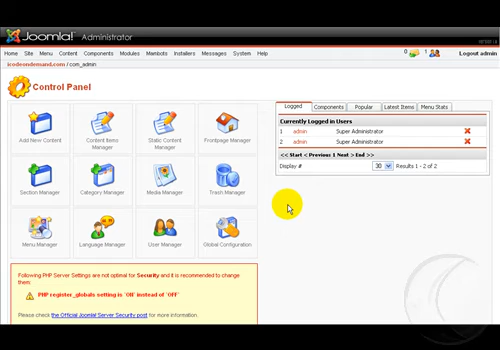 Joomla! Administrator
Home Site Menu Content Components Modules Mambots Installers Messages System Help 0 2 Logout admin
icodeondemand.com / com_admin
Control Panel
Logged Components Popular Latest Items Menu Stats
Currently Logged in Users
1 admin Super Administrator
2 admin Super Administrator
<< Start < Previous 1 Next > End >>
Display # 30 Results 1 - 2 of 2
Add New Content
Content Items Manager
Static Content Manager
Frontpage Manager
Section Manager
Category Manager
Media Manager
Trash Manager
Menu Manager
Language Manager
User Manager
Global Configuration
Following PHP Server Settings are not optimal for Security and it is recommended to change
them:
PHP register_globals setting is `ON` instead of `OFF`
Please check the Official Joomla! Server Security post for more information.